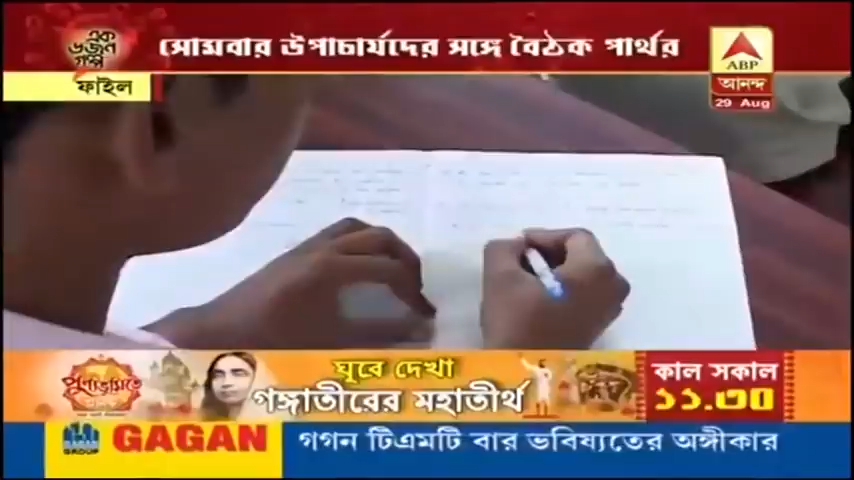 এক
ডজন
গপ্প
সোমবার উপাচার্যদের সঙ্গে বৈঠক পার্থর
ABP
আনন্দ
29 Aug
ফাইল
পুণ্যভূমিতে
ঘুরে দেখা
গঙ্গাতীরের মহাতীর্থ
কাল সকাল
১১.৩০
GROUP
GAGAN
গগন টিএমটি বার ভবিষ্যতের অঙ্গীকার